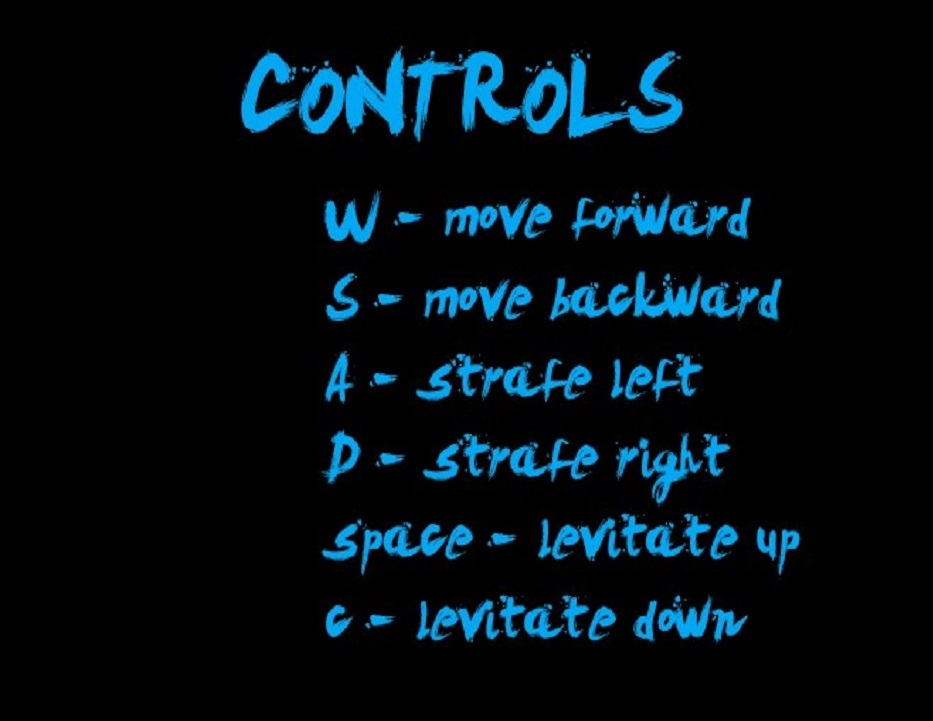 CONTROLS
W - move forward
S - move backward
A - strafe left
D - strafe right
space - levitate up
c - levitate down